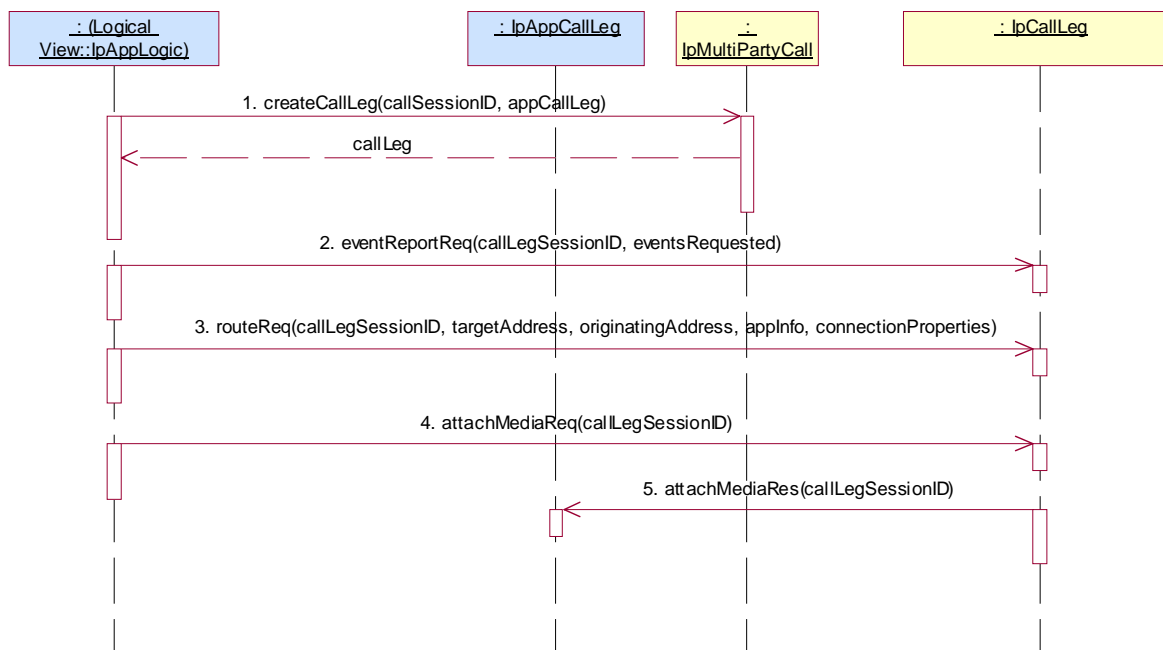 : (Logical
View::IpAppLogic)
: IpAppCallLeg
:
IpMultiPartyCall
: IpCallLeg
1. createCallLeg(callSessionID, appCallLeg)
callLeg
2. eventReportReq(callLegSessionID, eventsRequested)
3. routeReq(callLegSessionID, targetAddress, originatingAddress, appInfo, connectionProperties)
4. attachMediaReq(callLegSessionID)
5. attachMediaRes(callLegSessionID)